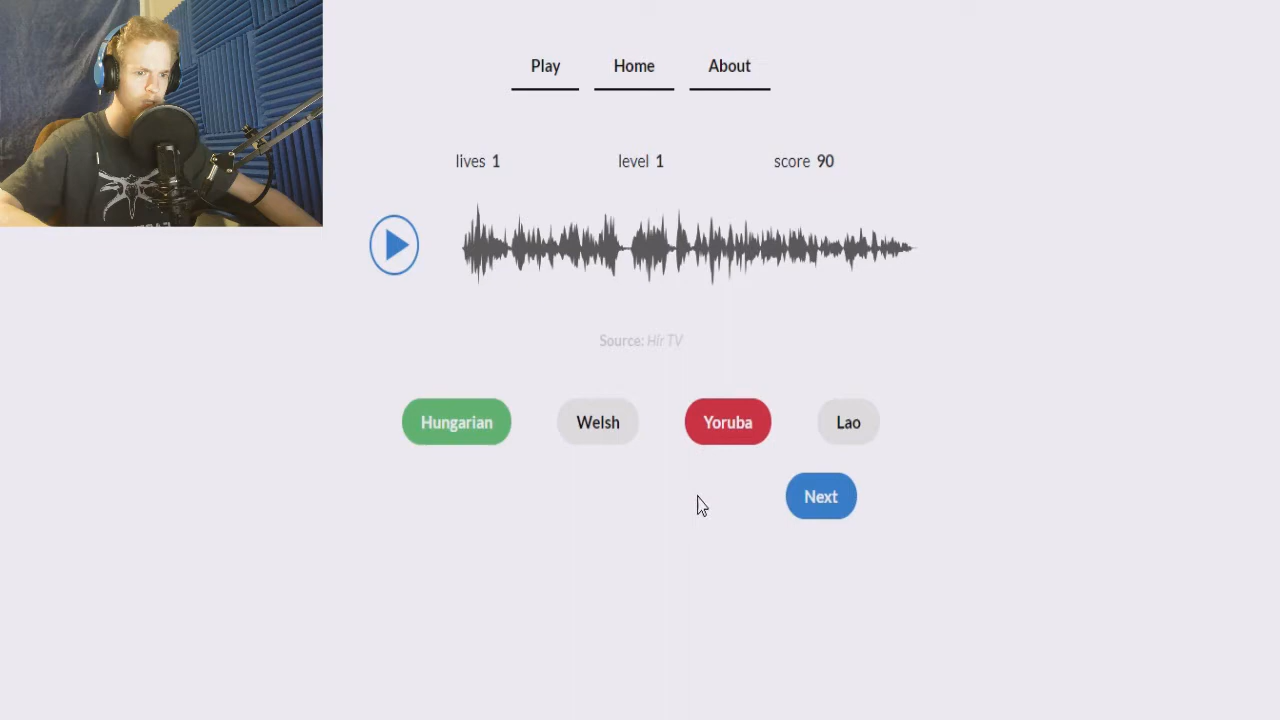 Play Home About
lives 1 level 1 score 90
Source: Hír TV
Hungarian Welsh Yoruba Lao
Next